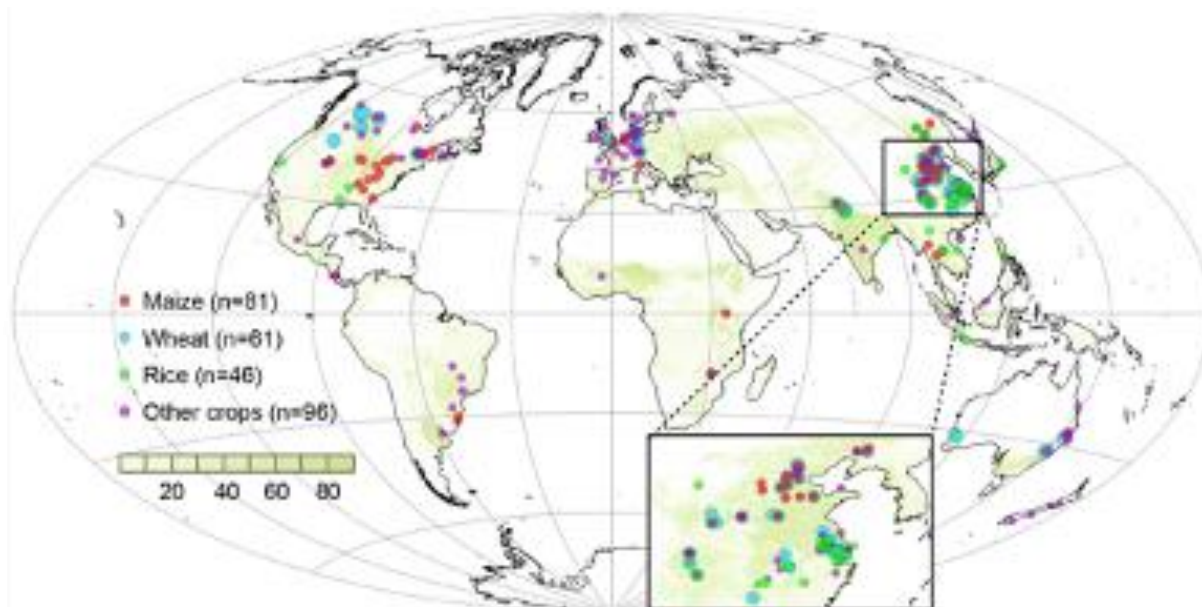 Maize (n=81)
Wheat (n=61)
Rice (n=46)
Other crops (n=96)
20 40 60 80